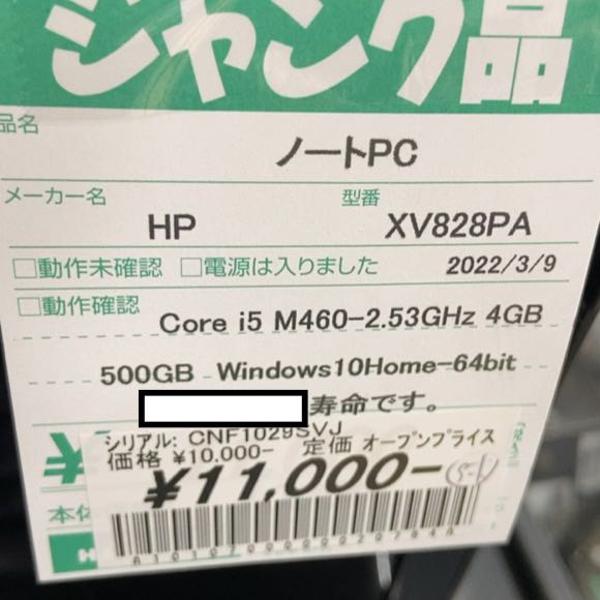 ジャンク品
品名
ノートPC
メーカー名 型番
HP XV828PA
□動作未確認 □電源は入りました 2022/3/9
□動作確認
Core i5 M460-2.53GHz 4GB
500GB Windows10Home-64bit
寿命です。
シリアル: CNF1029SVJ
価格 ¥10,000- 定価 オープンプライス
¥11,000-
本体